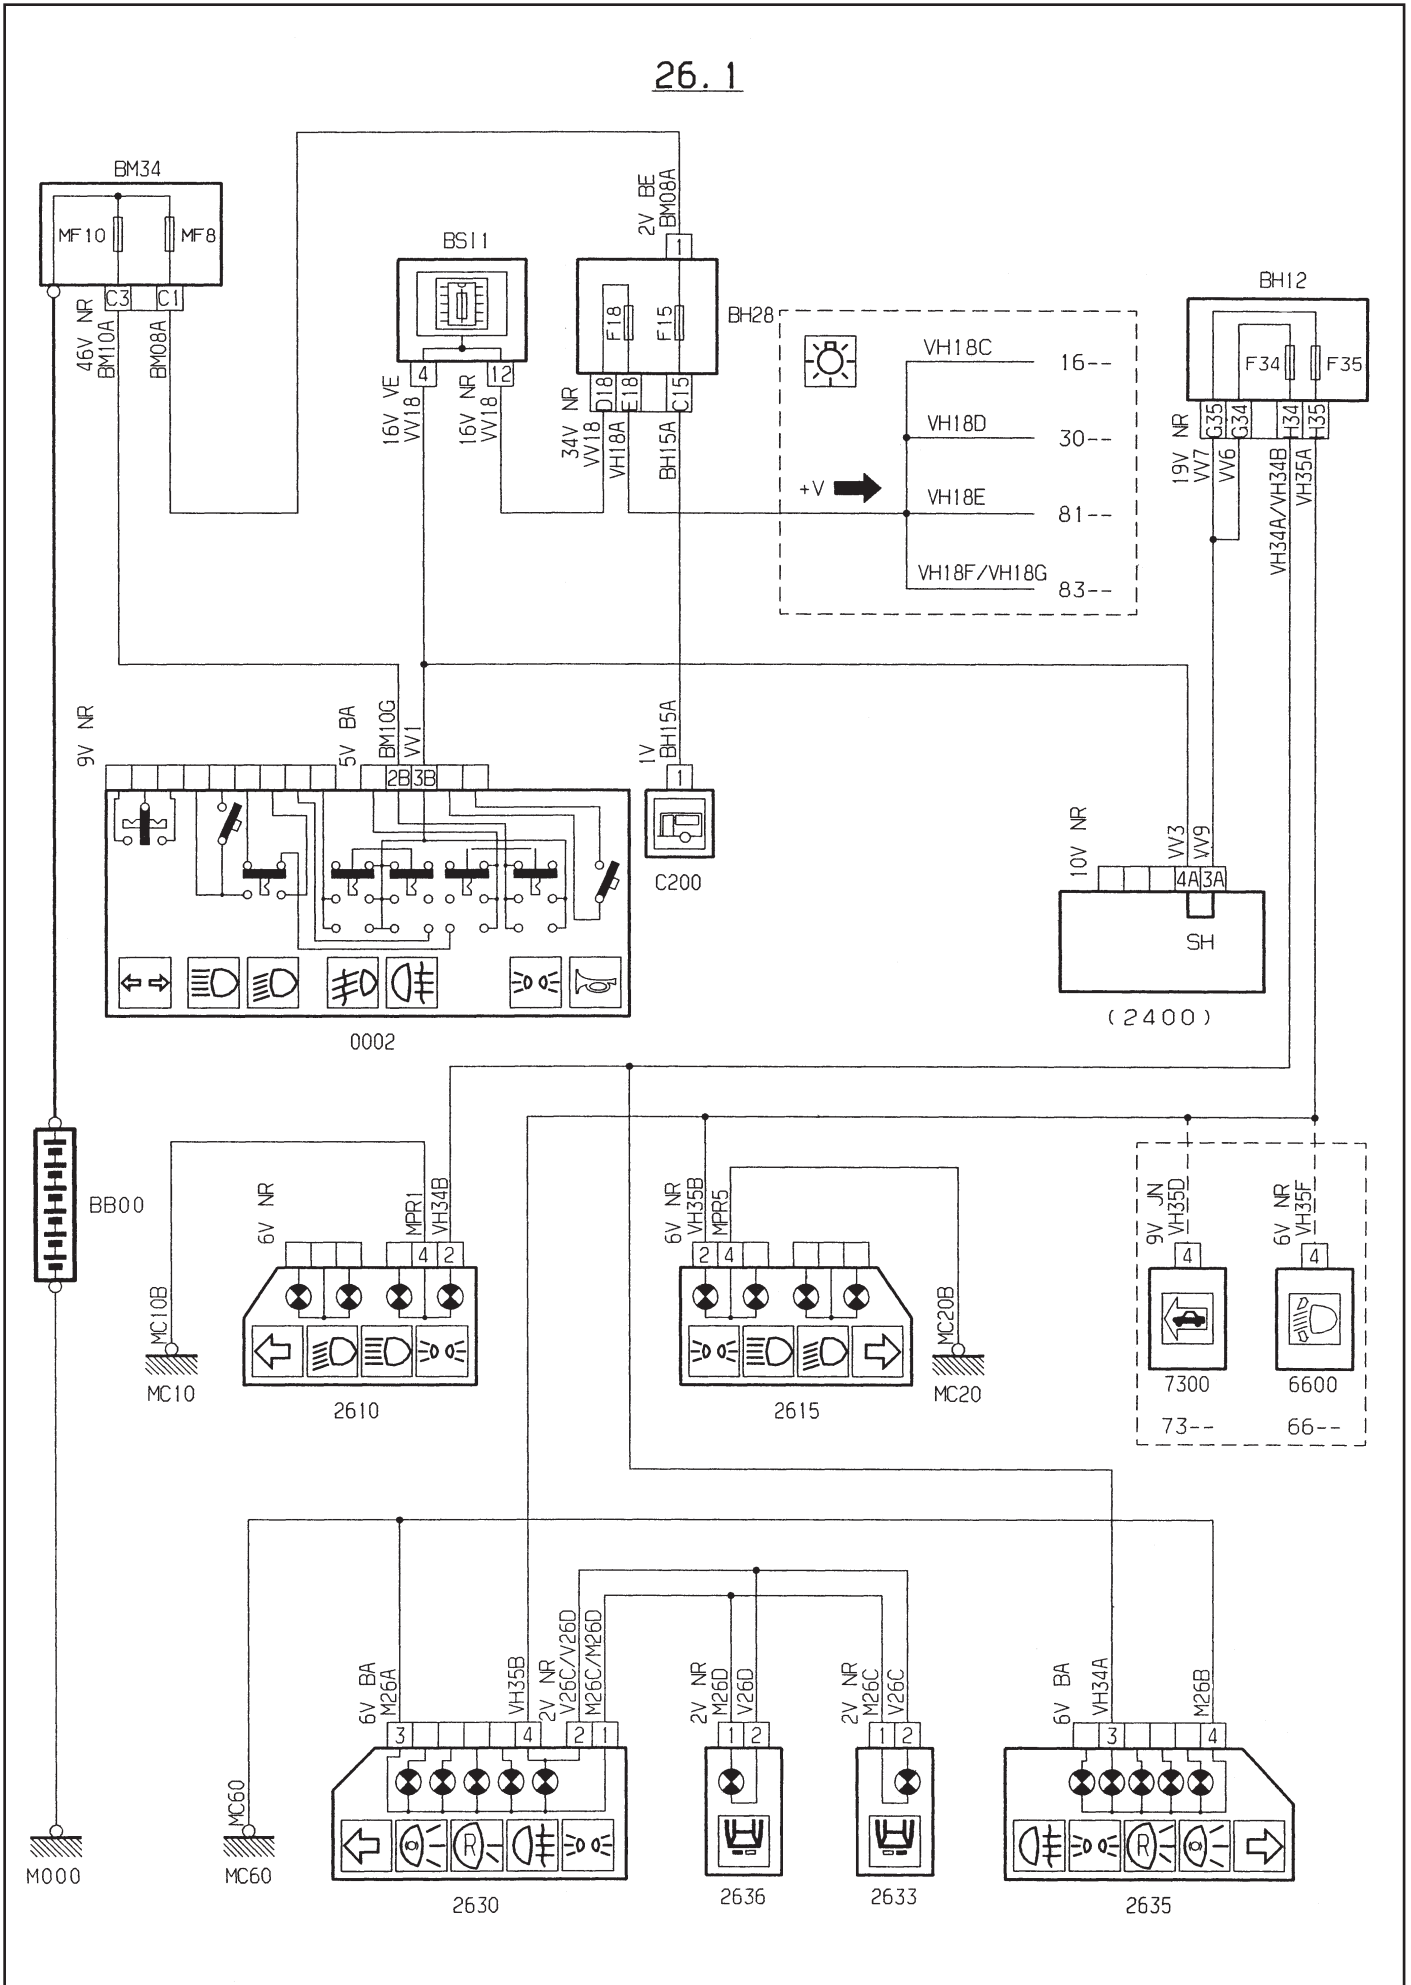 26.1
BM34
MF10
MF8
C3
C1
46V NR
BM10A
BM08A
BSI1
4
12
16V VE
VV18
16V NR
VV18
2V BE
BM08A
1
F18
F15
BH28
D18
E18
C15
34V NR
VV18
VH18A
BH15A
VH18C
16--
VH18D
30--
+V
VH18E
81--
VH18F/VH18G
83--
BH12
F34
F35
G35
G34
H34
H35
19V NR
VV7
VV6
VH34A/VH34B
VH35A
9V NR
5V BA
BM10G
VV1
2B
3B
0002
1V
BH15A
1
C200
10V NR
VV3
VV9
4A
3A
SH
(2400)
BB00
6V NR
MPR1
VH34B
4
2
MC10B
MC10
2610
6V NR
VH35B
MPR5
2
4
MC20B
MC20
2615
9V JN
VH35D
4
7300
73--
6V NR
VH35F
4
6600
66--
6V BA
M26A
VH35B
2V NR
V26C/V26D
M26C/M26D
3
4
2
1
R
2630
2V NR
M26D
V26D
1
2
2636
2V NR
M26C
V26C
1
2
2633
6V BA
VH34A
M26B
3
4
R
2635
M000
MC60
MC60